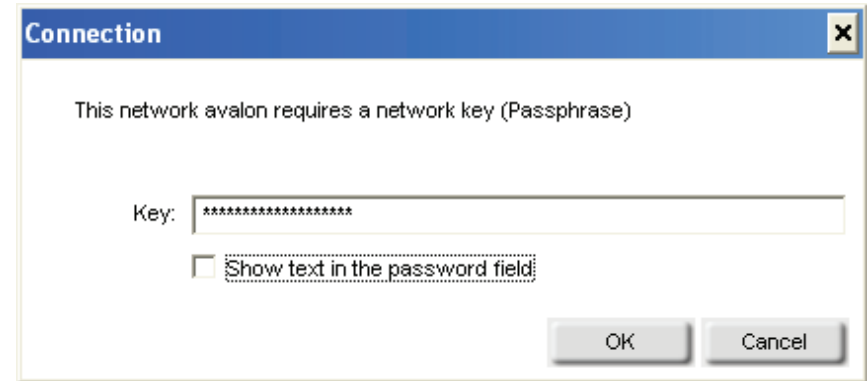 Connection
This network avalon requires a network key (Passphrase)
Key: *******************
Show text in the password field
OK Cancel